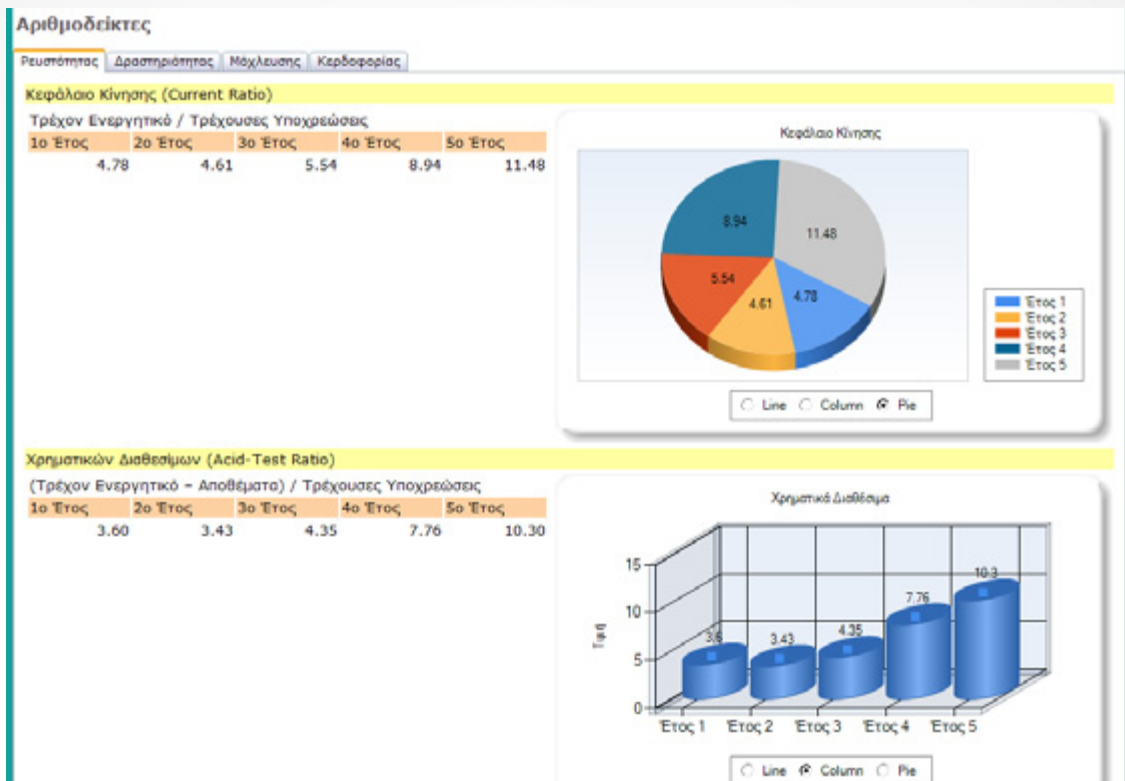 Αριθμοδείκτες
Ρευστότητας Δραστηριότητας Μόχλευσης Κερδοφορίας
Κεφάλαιο Κίνησης (Current Ratio)
Τρέχον Ενεργητικό / Τρέχουσες Υποχρεώσεις
1ο Έτος 2ο Έτος 3ο Έτος 4ο Έτος 5ο Έτος
4.78 4.61 5.54 8.94 11.48
Κεφάλαιο Κίνησης
8.94
11.48
5.54
4.61
4.78
Έτος 1
Έτος 2
Έτος 3
Έτος 4
Έτος 5
Line Column Pie
Χρηματικών Διαθεσίμων (Acid-Test Ratio)
(Τρέχον Ενεργητικό – Αποθέματα) / Τρέχουσες Υποχρεώσεις
1ο Έτος 2ο Έτος 3ο Έτος 4ο Έτος 5ο Έτος
3.60 3.43 4.35 7.76 10.30
Χρηματικά Διαθέσιμα
Τιμή
15
10
5
0
3.6 3.43 4.35 7.76 10.3
Έτος 1 Έτος 2 Έτος 3 Έτος 4 Έτος 5
Line Column Pie